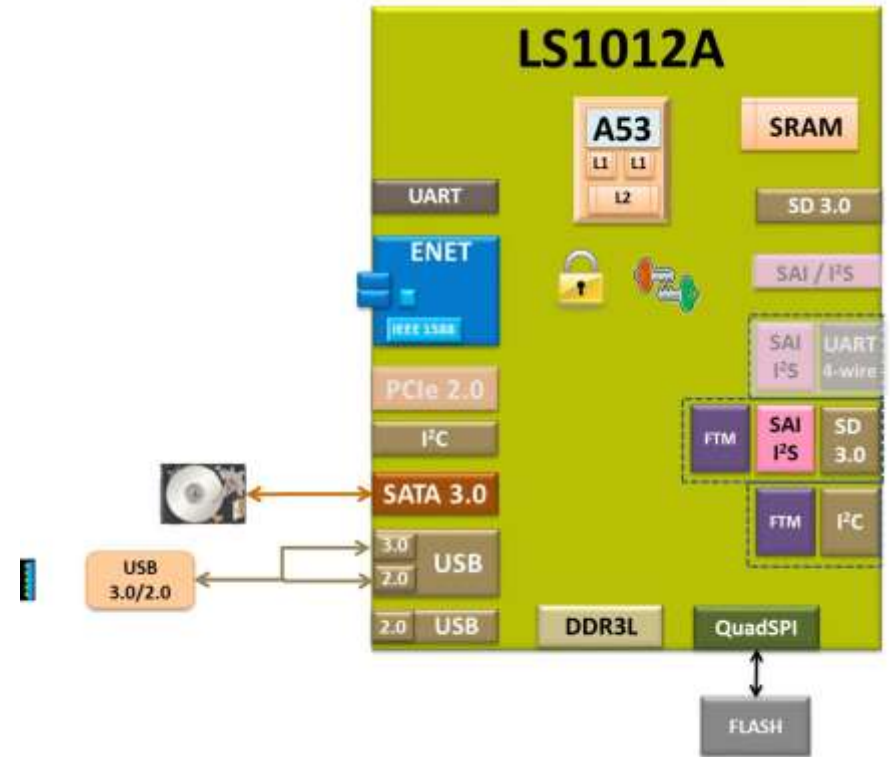 LS1012A
A53
L1 L1
L2
SRAM
UART
SD 3.0
ENET
IEEE 1588
SAI / I²S
SAI
I²S
UART
4-wire
PCIe 2.0
I²C
FTM
SAI
I²S
SD
3.0
SATA 3.0
FTM
I²C
3.0
2.0
USB
USB
3.0/2.0
2.0 USB
DDR3L
QuadSPI
FLASH